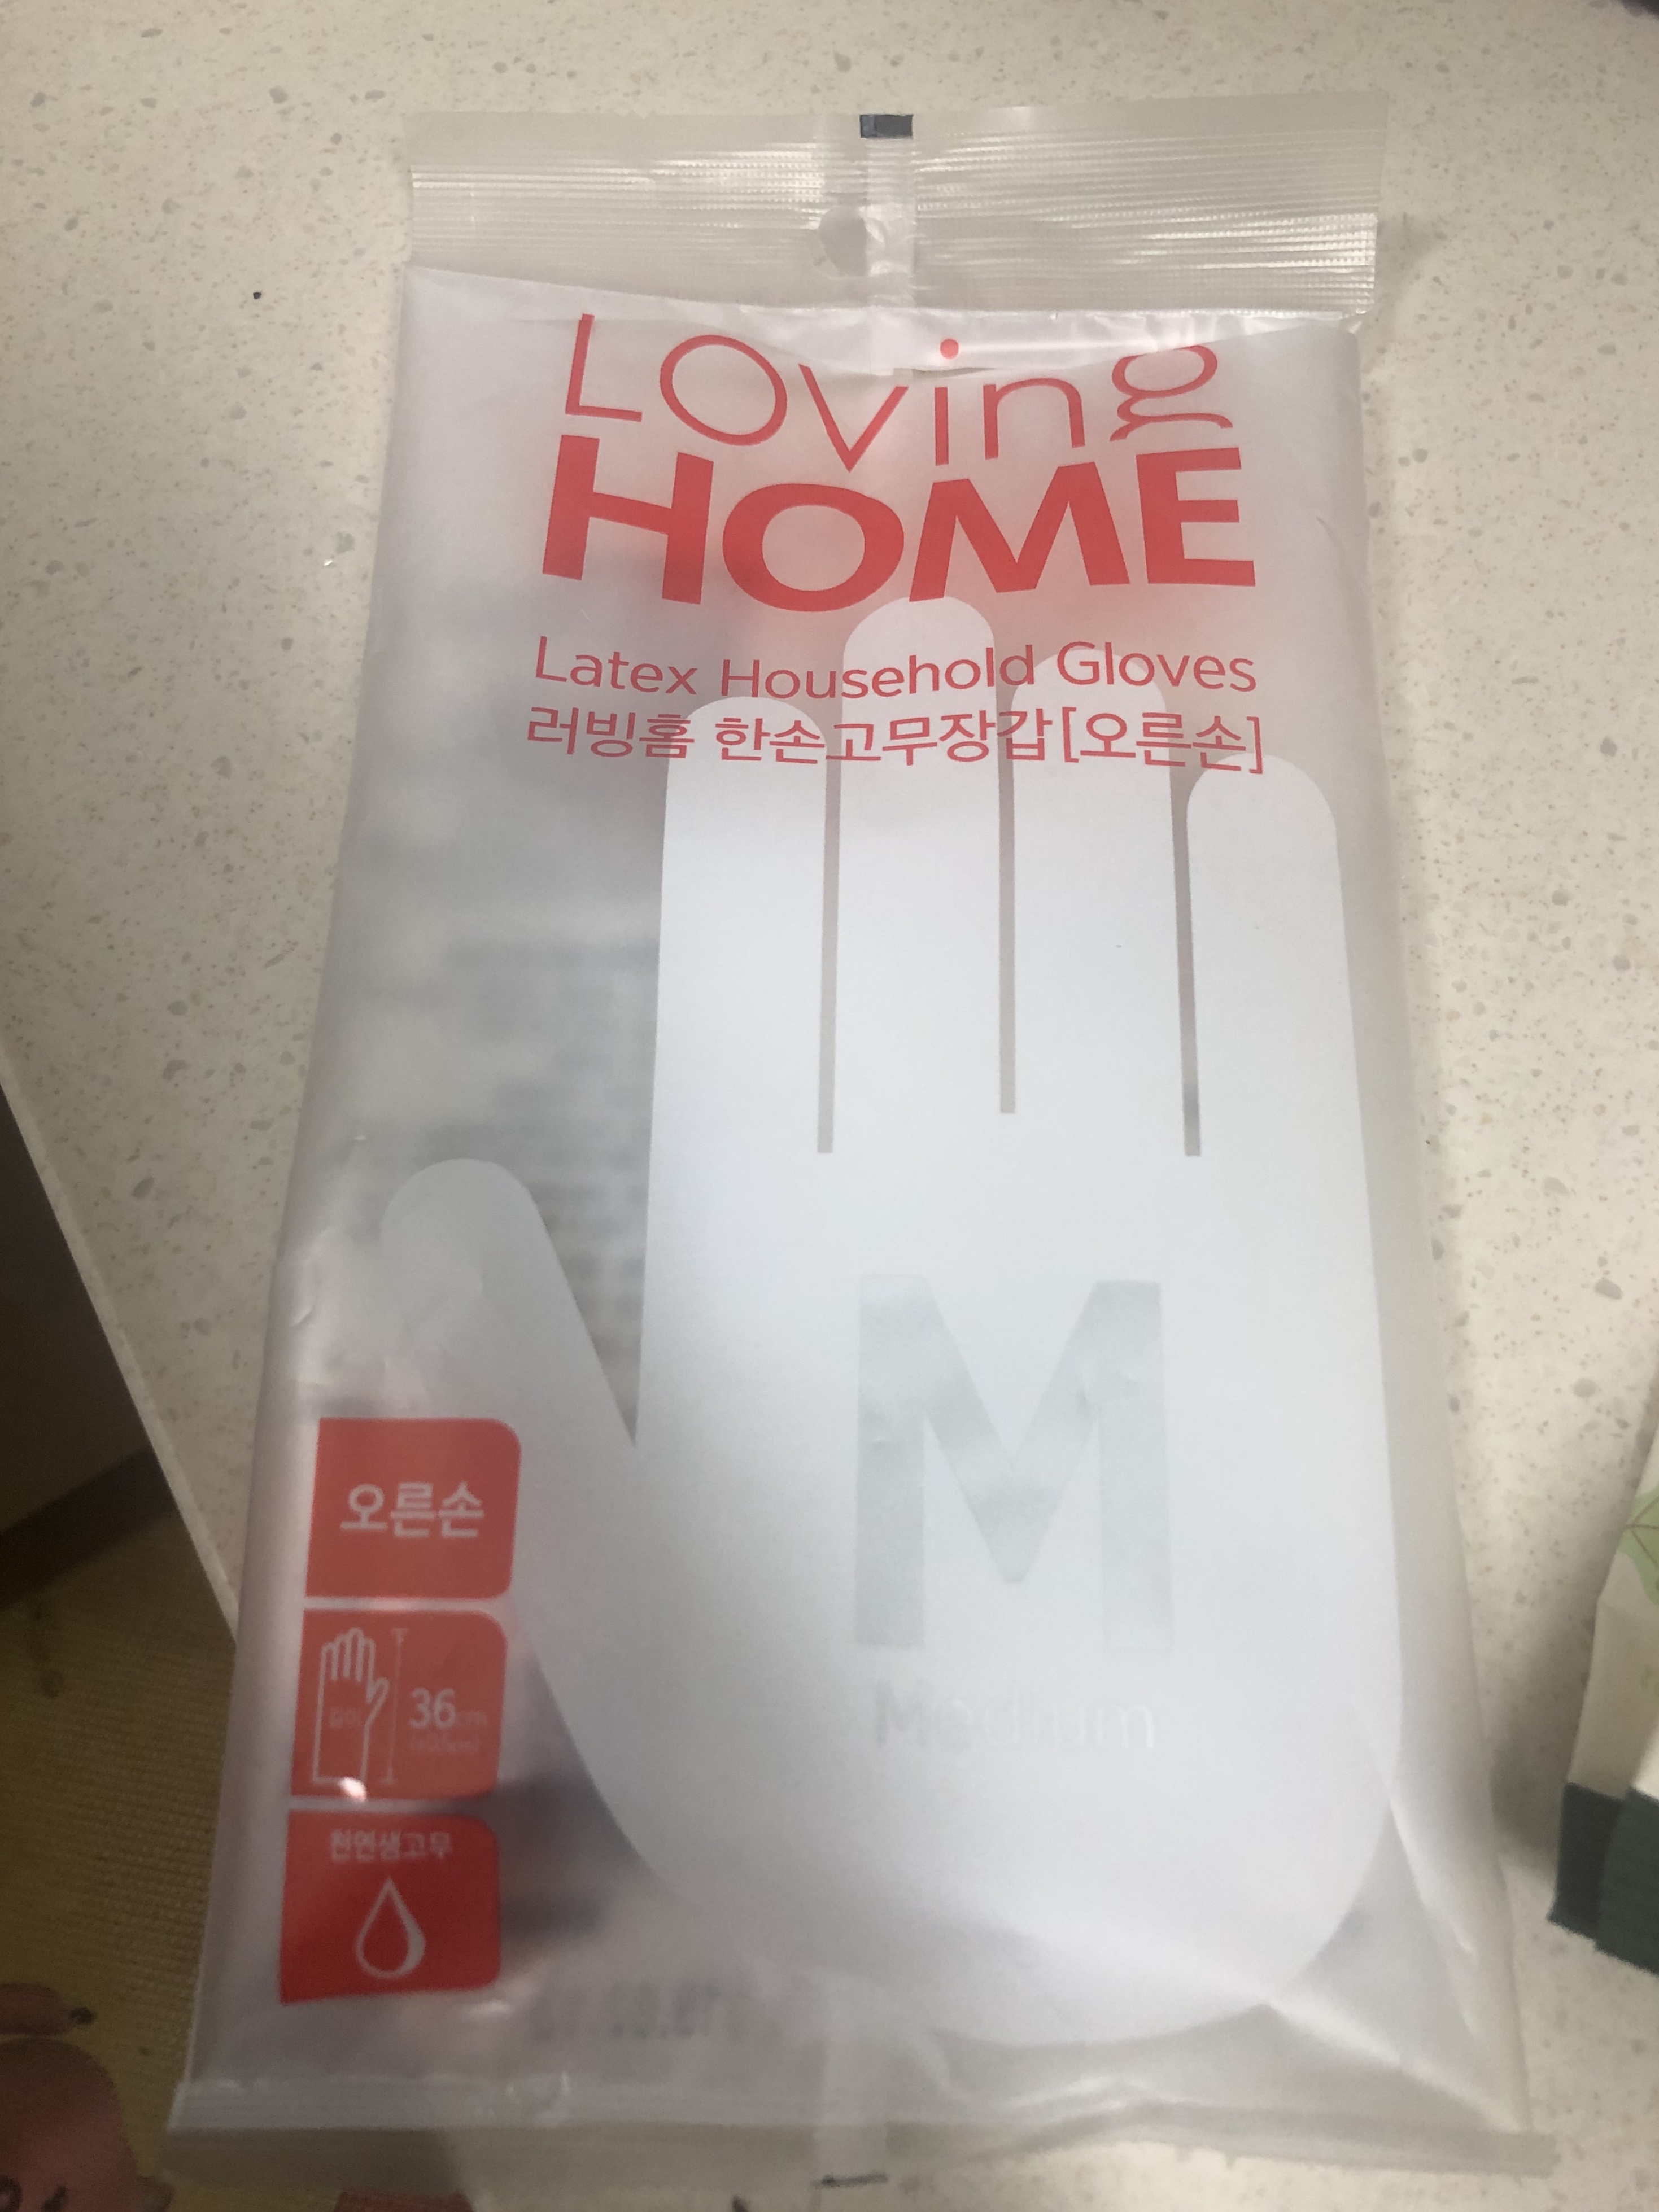 Loving
HOME
Latex Household Gloves
러빙홈 한손고무장갑[오른손]
M
Medium
오른손
36cm
천연생고무